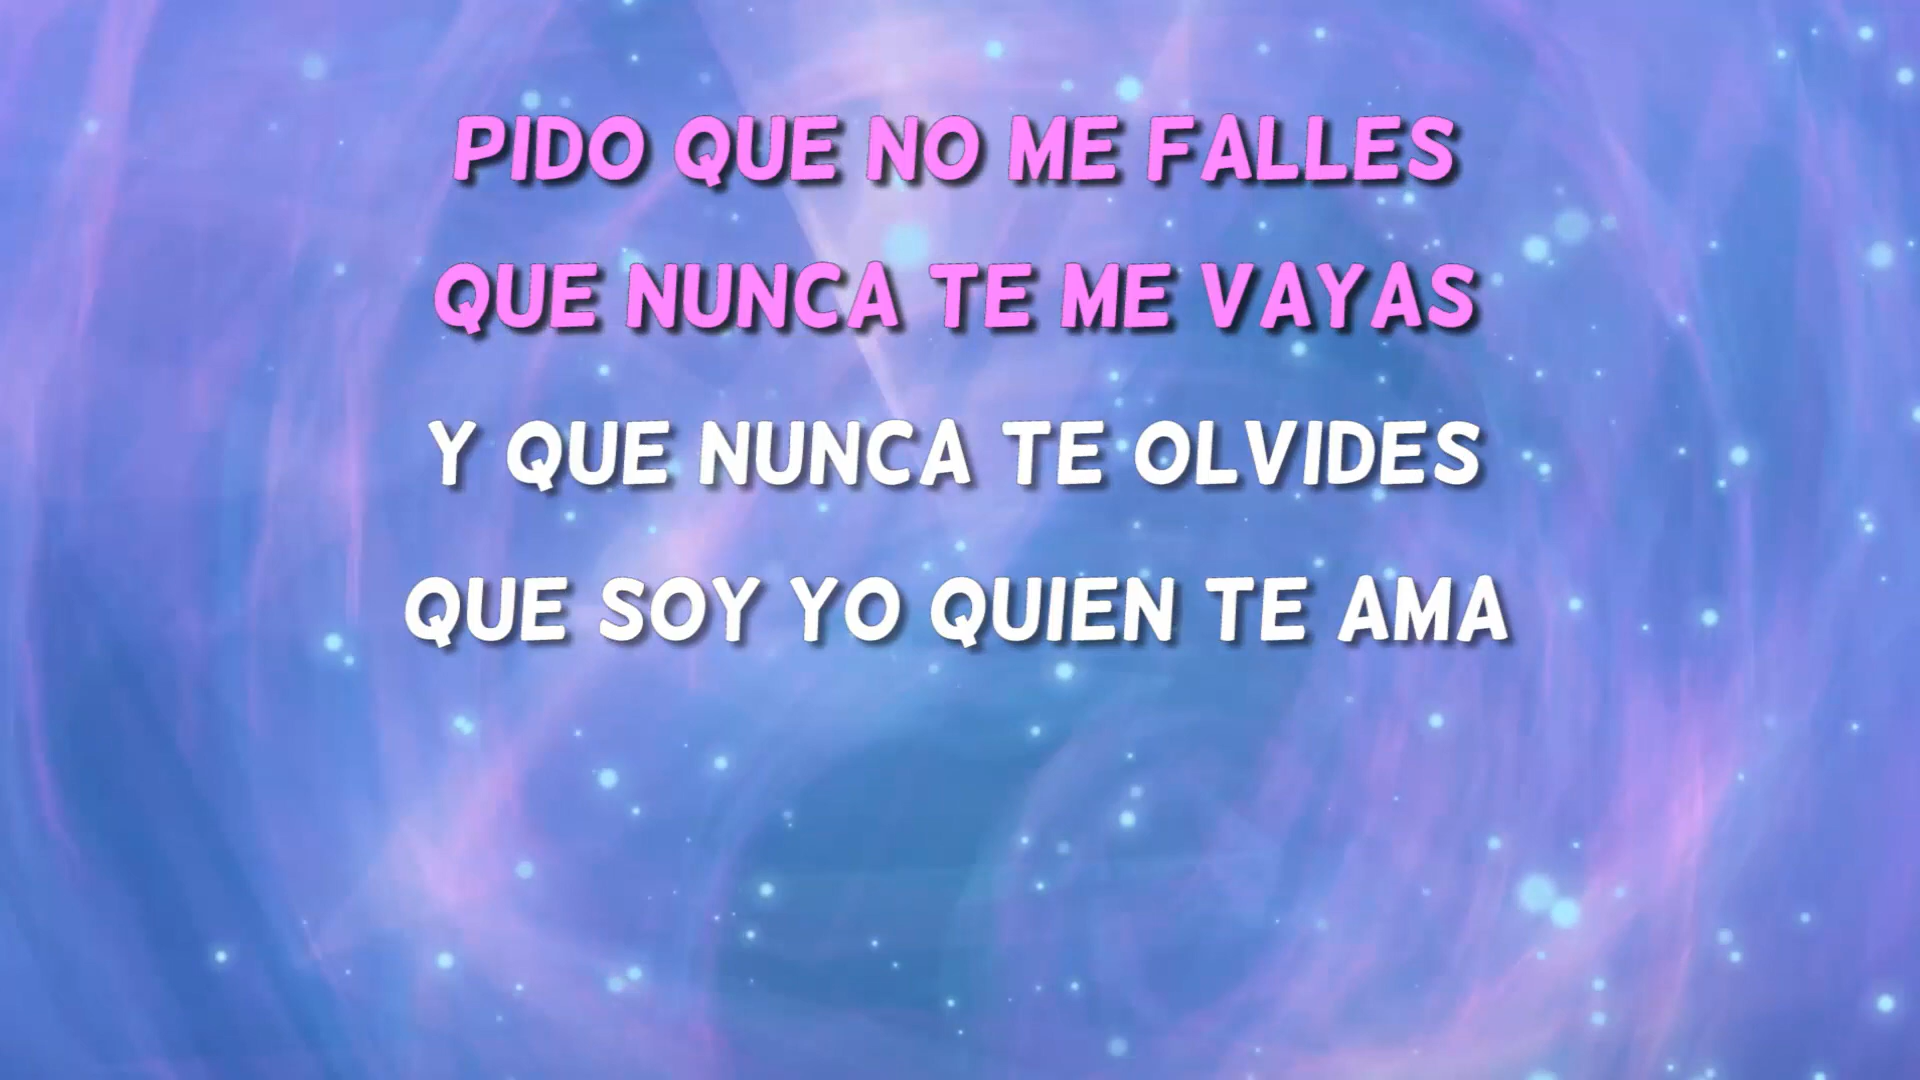 PIDO QUE NO ME FALLES
QUE NUNCA TE ME VAYAS
Y QUE NUNCA TE OLVIDES
QUE SOY YO QUIEN TE AMA